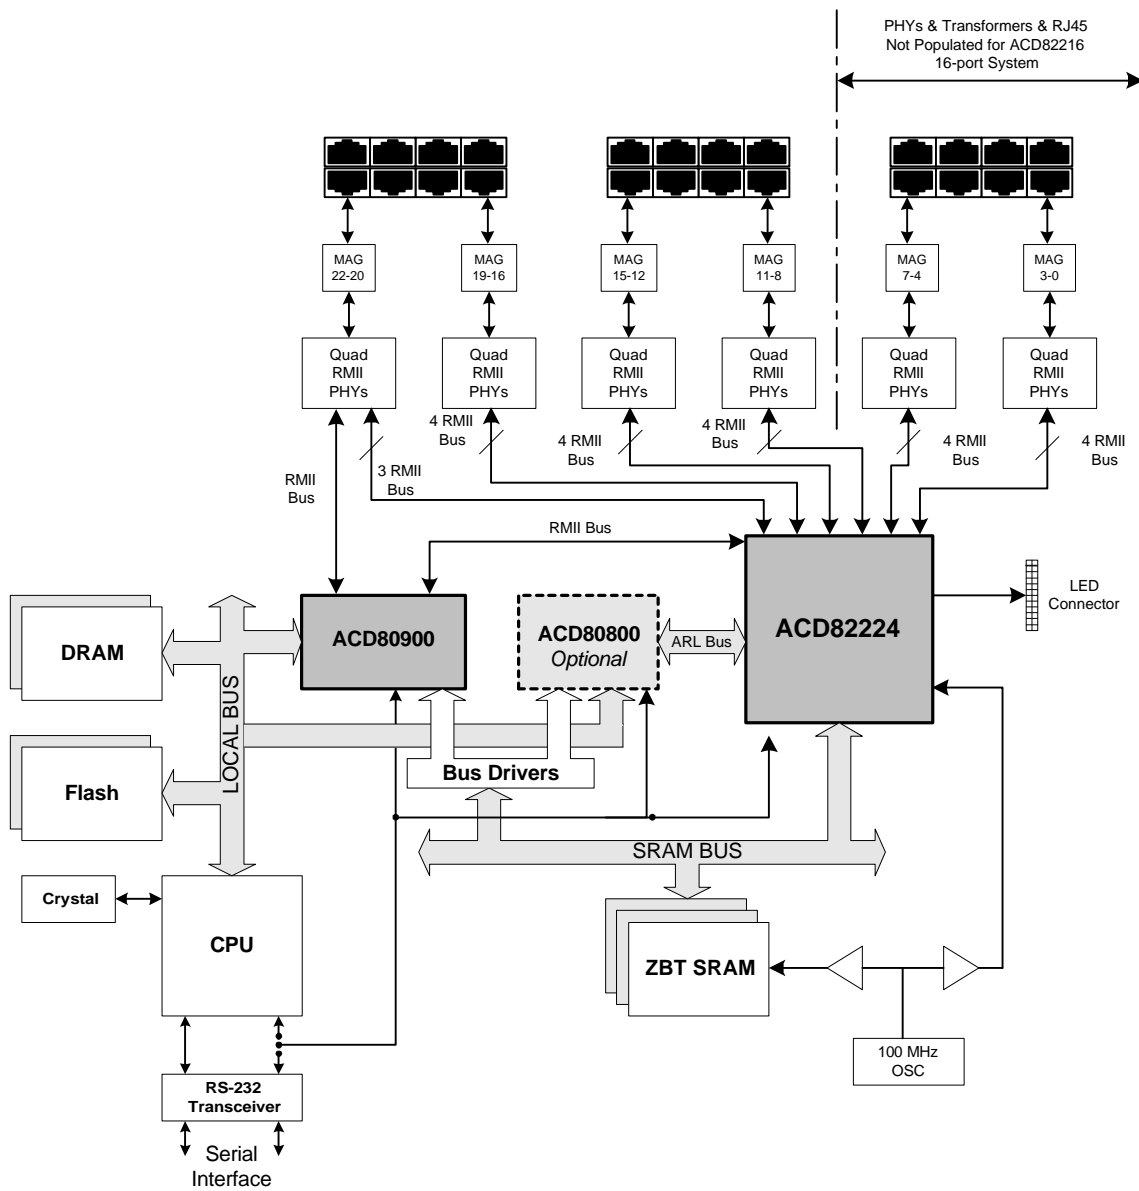 PHYs & Transformers & RJ45
Not Populated for ACD82216
16-port System
MAG
22-20
MAG
19-16
MAG
15-12
MAG
11-8
MAG
7-4
MAG
3-0
Quad
RMII
PHYs
Quad
RMII
PHYs
Quad
RMII
PHYs
Quad
RMII
PHYs
Quad
RMII
PHYs
Quad
RMII
PHYs
RMII
Bus
3 RMII
Bus
4 RMII
Bus
4 RMII
Bus
4 RMII
Bus
4 RMII
Bus
4 RMII
Bus
RMII Bus
ACD80900
ACD80800
Optional
ARL Bus
ACD82224
LED
Connector
DRAM
LOCAL BUS
Flash
Bus Drivers
SRAM BUS
Crystal
CPU
ZBT SRAM
100 MHz
OSC
RS-232
Transceiver
Serial
Interface